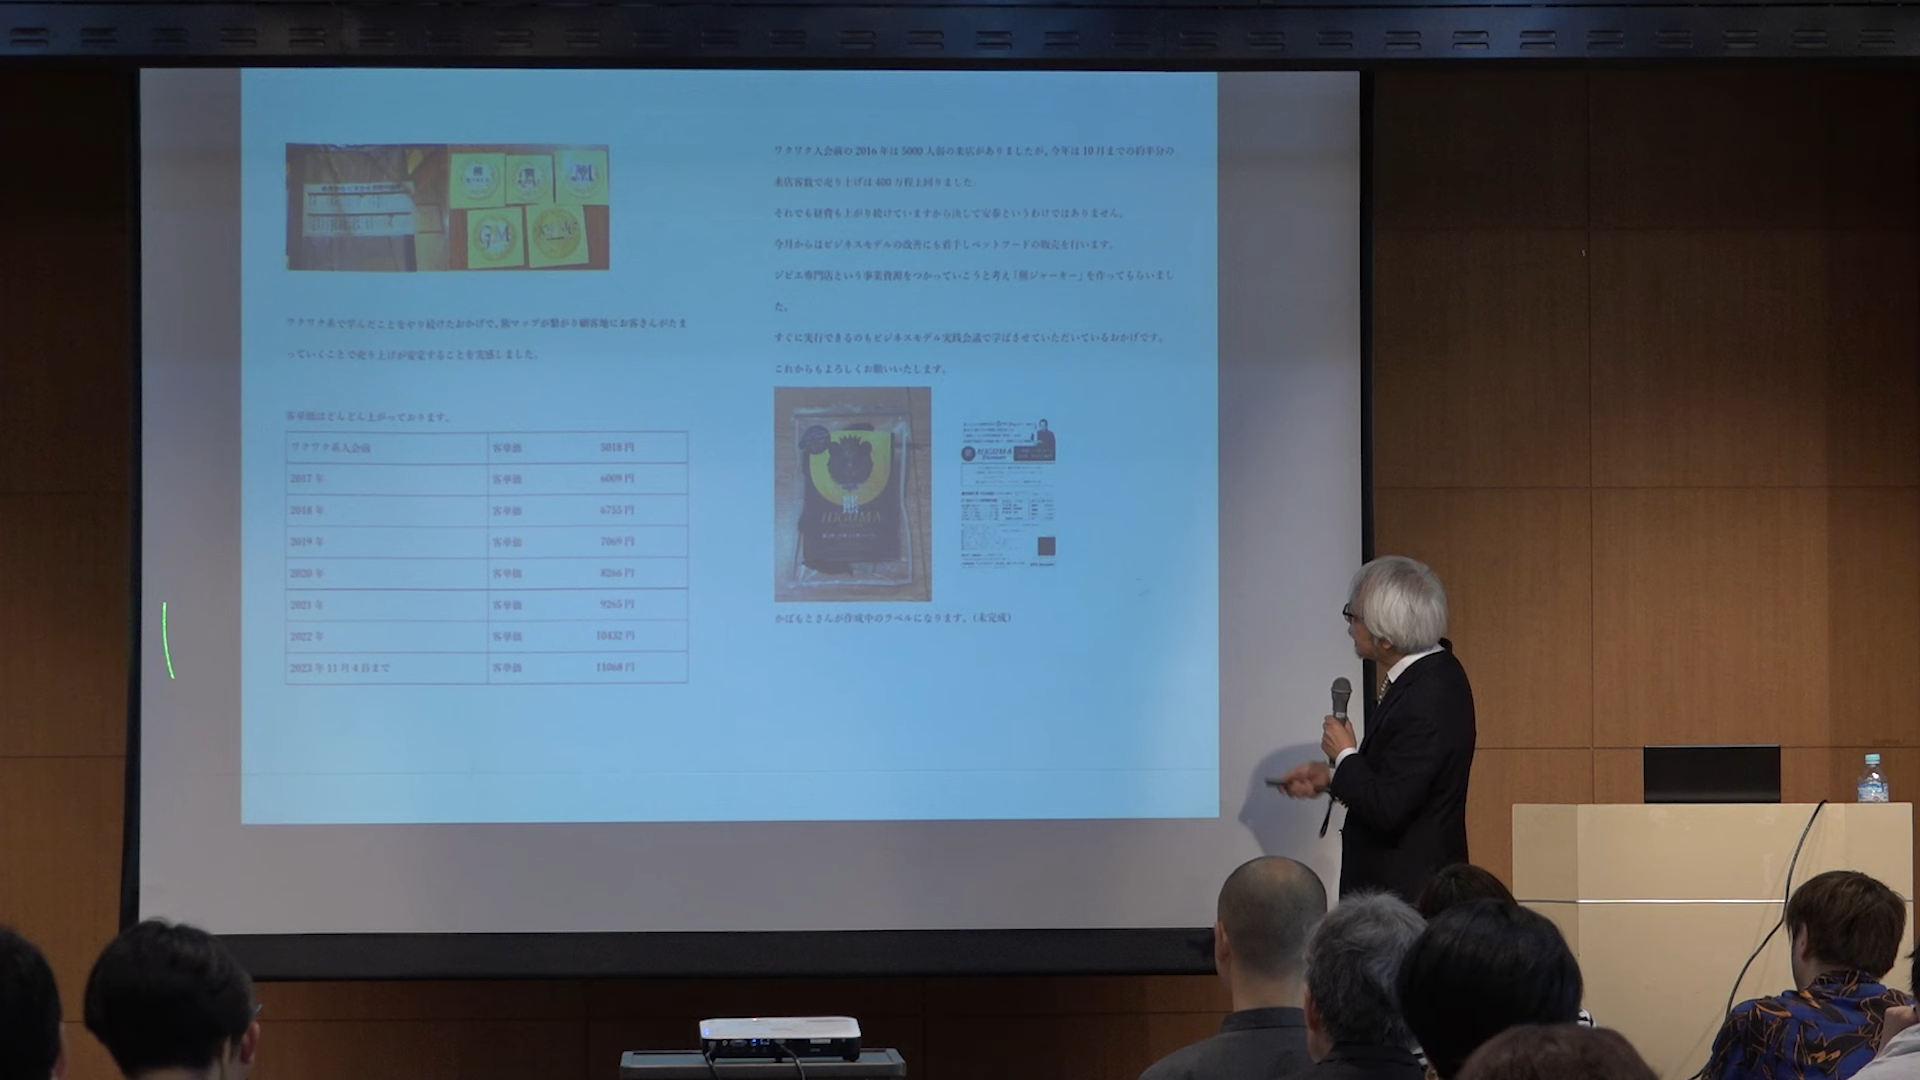 ワクワク系で学んだことをやり続けたおかげで、旅マップが繋がり顧客地にお客さんがたま
っていくことで売り上げが安定することを実感しました。
客単価はどんどん上がっております。
ワクワク系入会前 客単価 5018円
2017年 客単価 6009円
2018年 客単価 6755円
2019年 客単価 7069円
2020年 客単価 8266円
2021年 客単価 9265円
2022年 客単価 10432円
2023年11月4日まで 客単価 11068円
ワクワク入会前の2016年は5000人弱の来店がありましたが、今年は10月までの約半分の
来店客数で売り上げは400万程上回りました。
それでも経費も上がり続けていますから決して安泰というわけではありません。
今月からはビジネスモデルの改善にも着手しペットフードの販売を行います。
ジビエ専門店という事業資源をつかっていこうと考え「熊ジャーキー」を作ってもらいまし
た。
すぐに実行できるのもビジネスモデル実践会議で学ばさせていただいているおかげです。
これからもよろしくお願いいたします。
HIGUMA
かばもとさんが作成中のラベルになります。（未完成）
GM